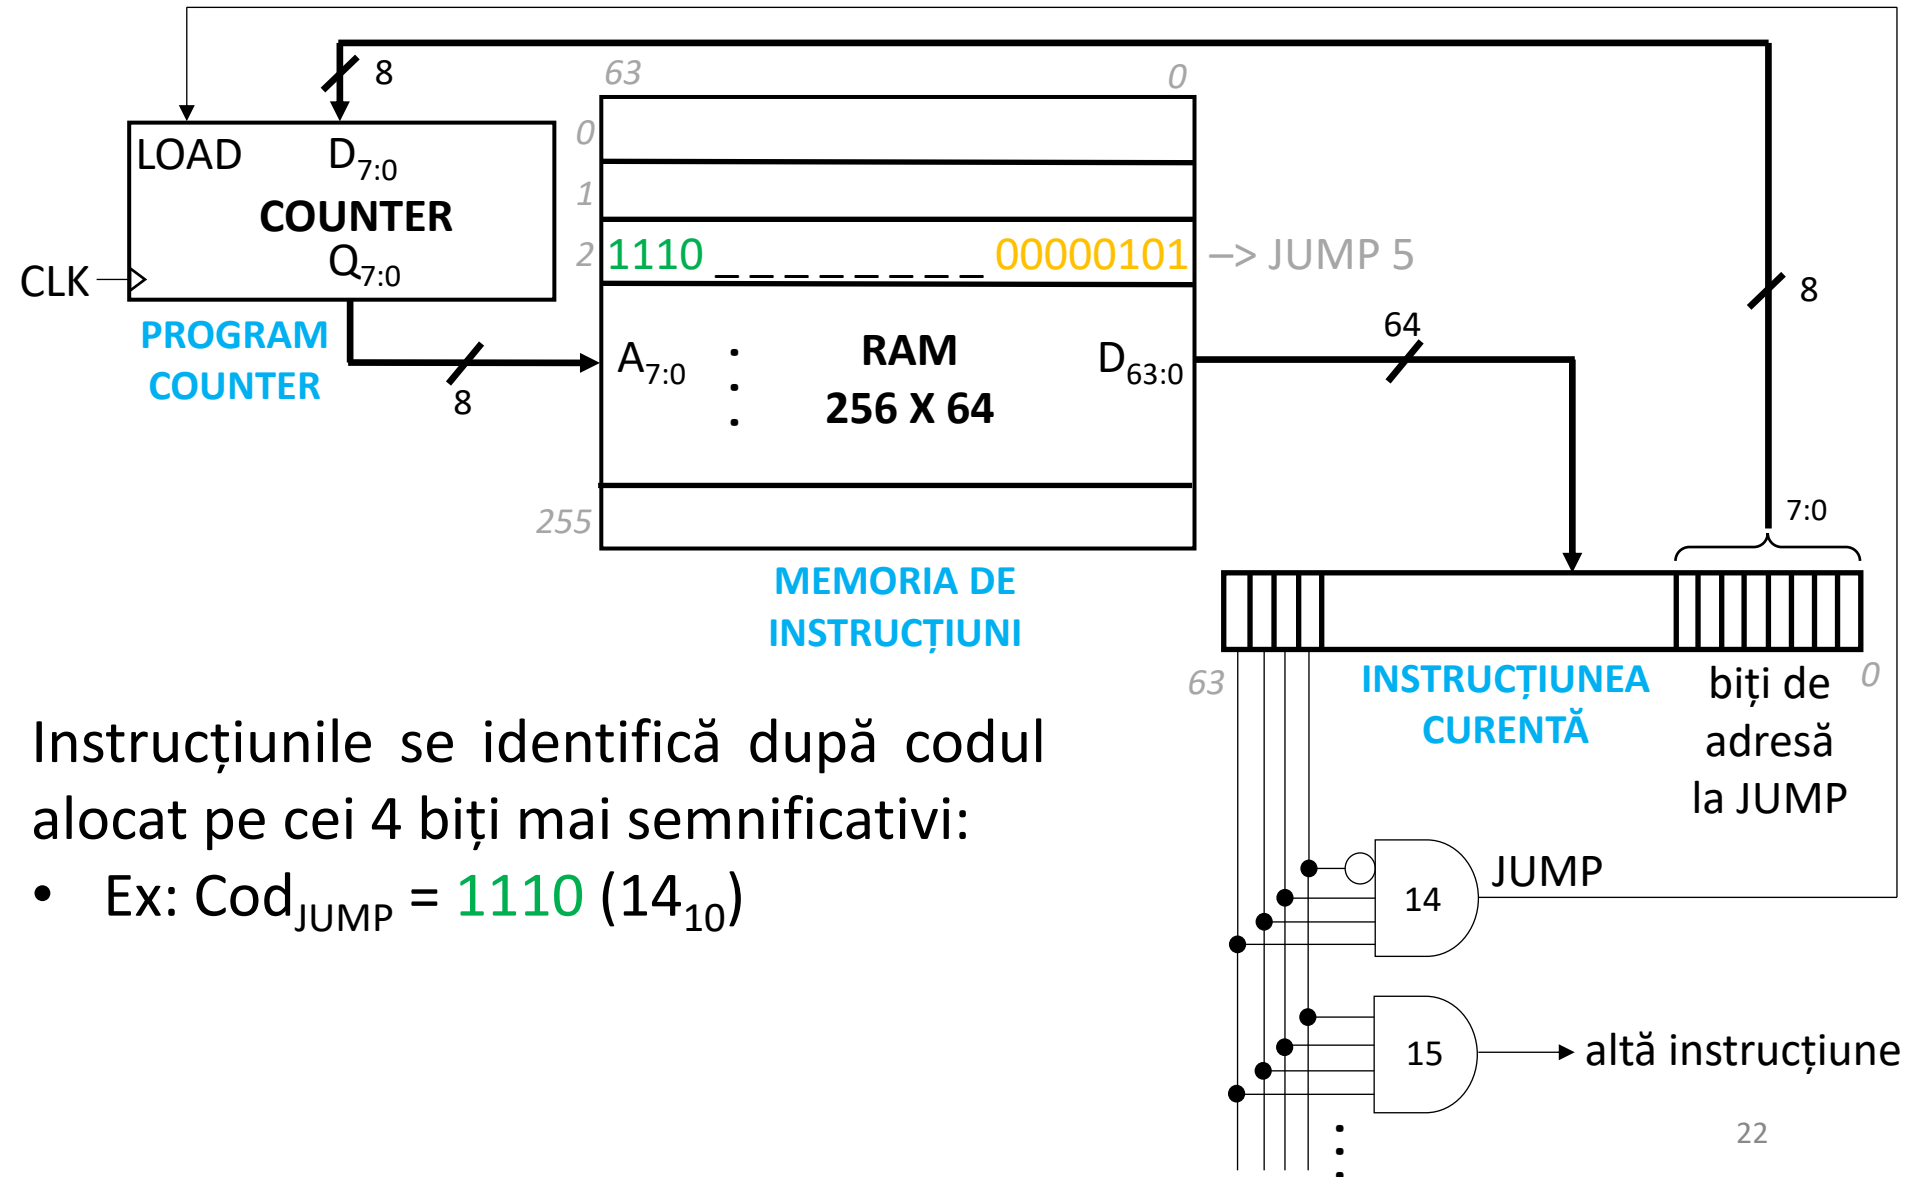 8
63
0
LOAD
D7:0
COUNTER
Q7:0
CLK
PROGRAM
COUNTER
8
0
1
2
1110 _ _ _ _ _ _ _ _ 00000101
–> JUMP 5
A7:0
RAM
256 X 64
D63:0
255
MEMORIA DE
INSTRUCȚIUNI
64
8
7:0
63
INSTRUCȚIUNEA
CURENTĂ
0
biți de
adresă
la JUMP
Instrucțiunile se identifică după codul
alocat pe cei 4 biți mai semnificativi:
• Ex: CodJUMP = 1110 (1410)
14
JUMP
15
altă instrucțiune
22